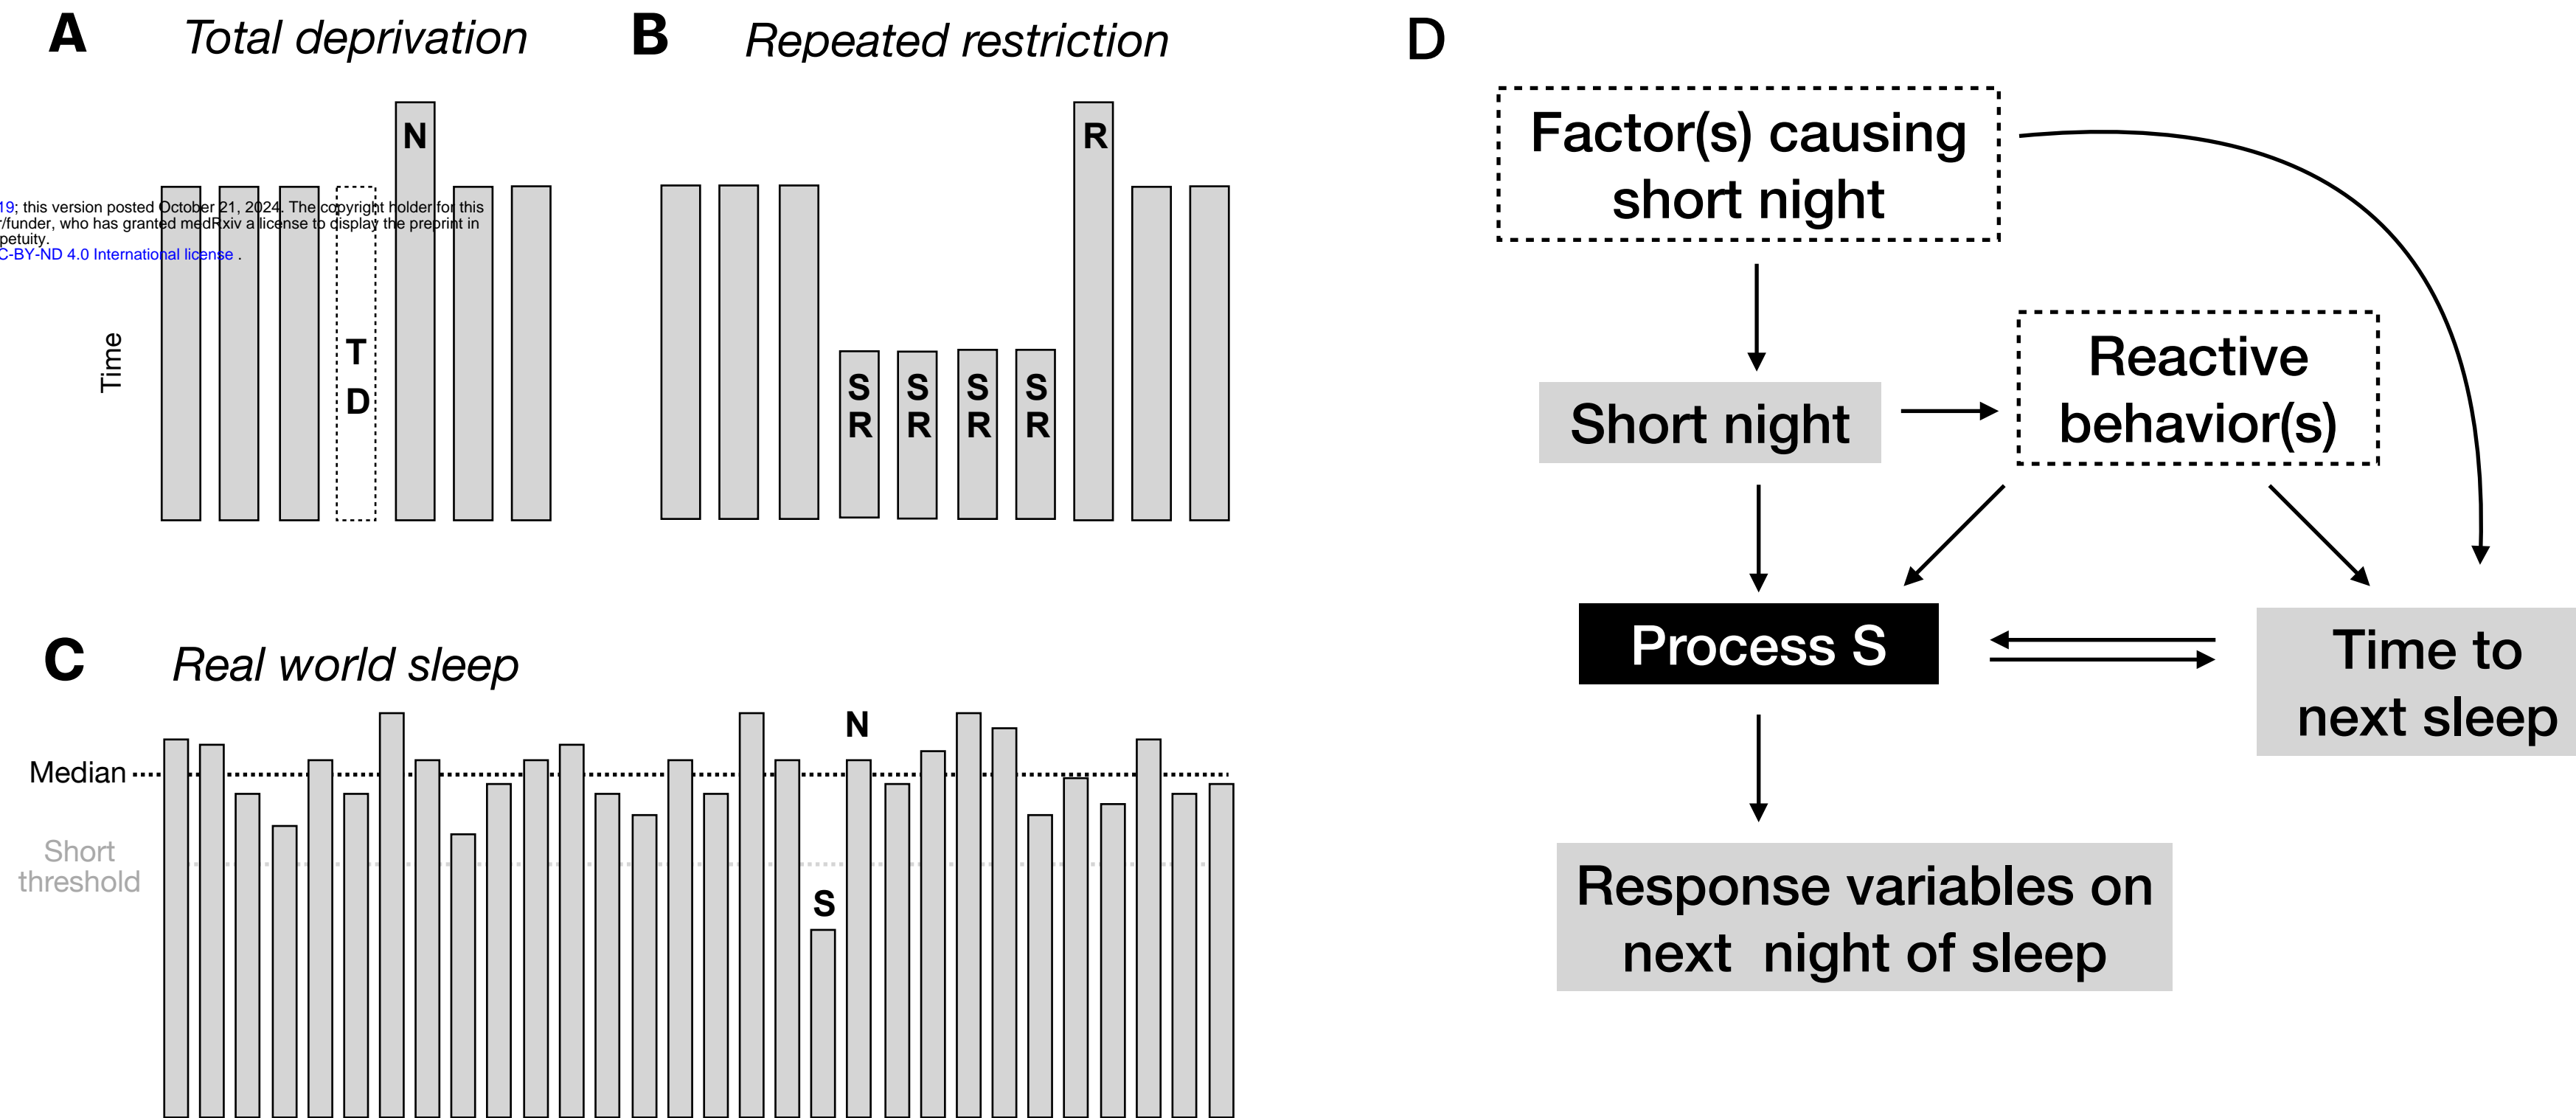 A Total deprivation
N
19; this version posted October 21, 2024. The copyright holder for this
r/funder, who has granted medRxiv a license to display the preprint in
petuity.
C-BY-ND 4.0 International license .
Time
T
D
B Repeated restriction
R
S S S S
R R R R
C Real world sleep
Median
Short
threshold
N
S
D
Factor(s) causing
short night
Reactive
behavior(s)
Short night
Process S
Time to
next sleep
Response variables on
next night of sleep